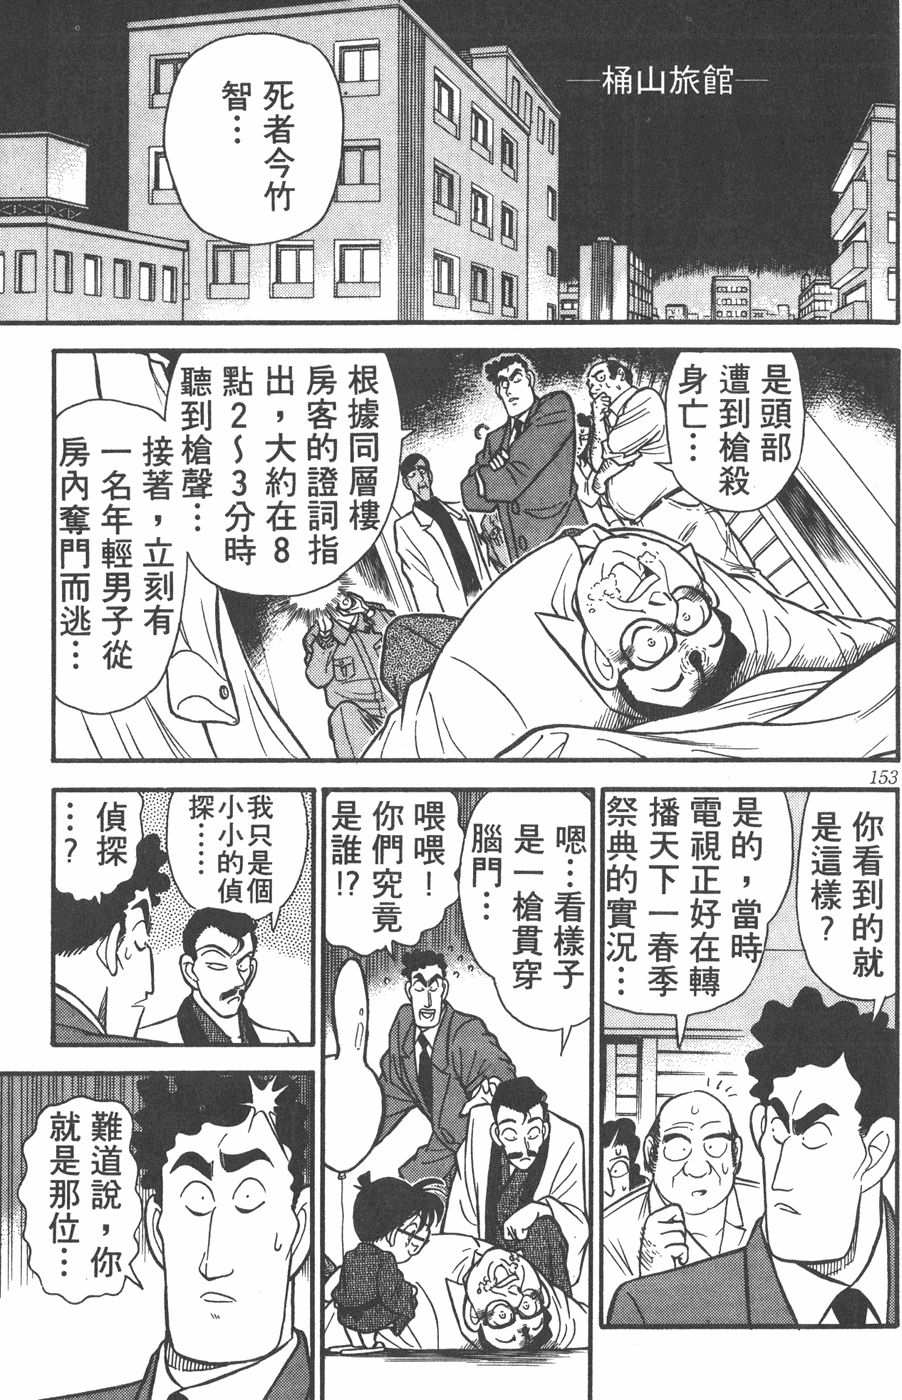 —桶山旅館—
死者今竹
智…
是頭部
遭到槍殺
身亡…
根據同層樓
房客的證詞指
出，大約在8
點2～3分時
聽到槍聲…
接著，立刻有
一名年輕男子從
房內奪門而逃…
153
你看到的就
是這樣?
是的，當時
電視正好在轉
播天下一春季
祭典的實況…
嗯…看樣子
是一槍貫穿
腦門…
喂喂!
你們究竟
是誰!?
我只是個
小小的偵
探……
偵探
…?
難道說，你
就是那位…